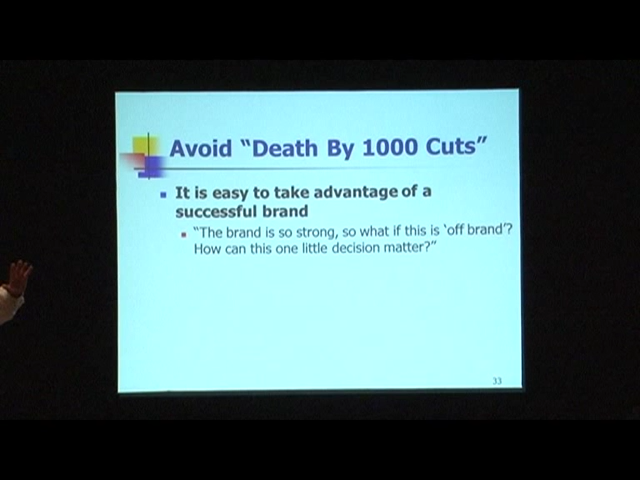 Avoid “Death By 1000 Cuts”
It is easy to take advantage of a
successful brand
“The brand is so strong, so what if this is ‘off brand’?
How can this one little decision matter?”
33